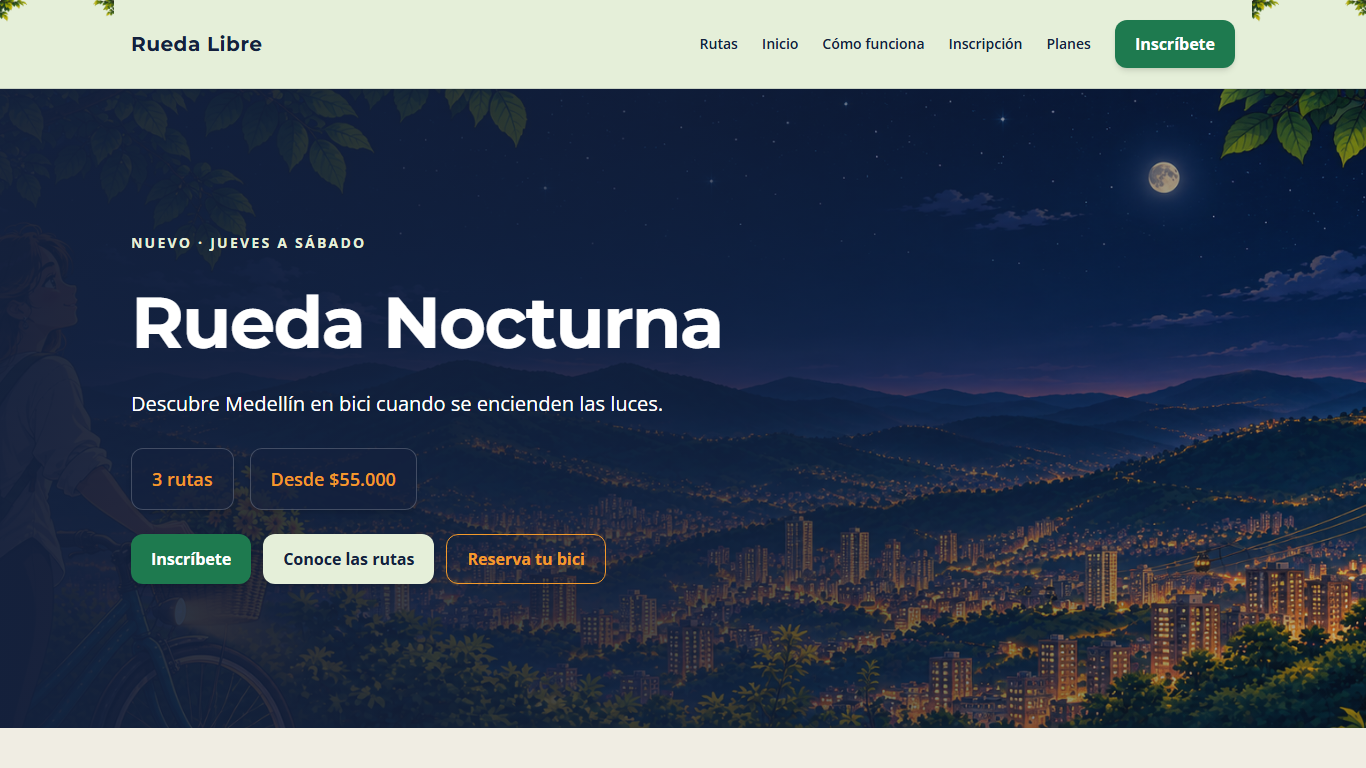 Rueda Libre
Rutas
Inicio
Cómo funciona
Inscripción
Planes
Inscríbete
NUEVO · JUEVES A SÁBADO
Rueda Nocturna
Descubre Medellín en bici cuando se encienden las luces.
3 rutas
Desde $55.000
Inscríbete
Conoce las rutas
Reserva tu bici